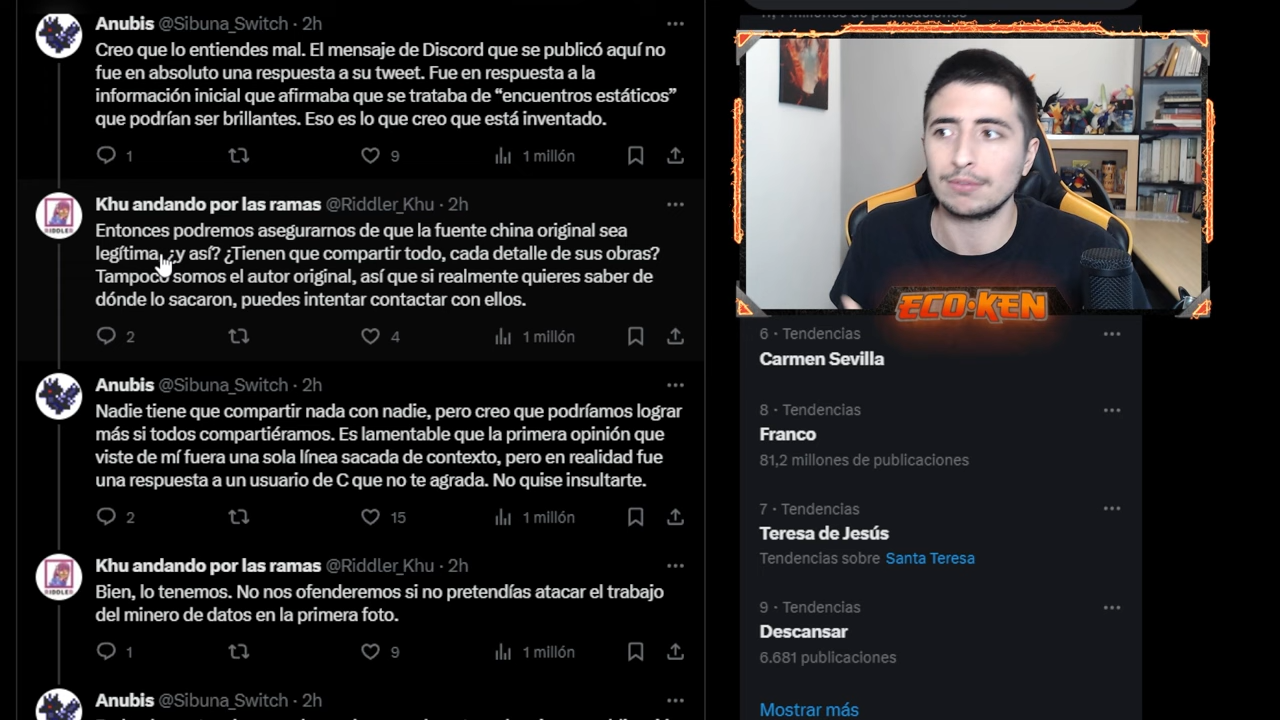 Anubis @Sibuna_Switch · 2h
Creo que lo entiendes mal. El mensaje de Discord que se publicó aquí no
fue en absoluto una respuesta a su tweet. Fue en respuesta a la
información inicial que afirmaba que se trataba de “encuentros estáticos”
que podrían ser brillantes. Eso es lo que creo que está inventado.
1 9 1 millón
Khu andando por las ramas @Riddler_Khu · 2h
Entonces podremos asegurarnos de que la fuente china original sea
legítima, ¿y así? ¿Tienen que compartir todo, cada detalle de sus obras?
Tampoco somos el autor original, así que si realmente quieres saber de
dónde lo sacaron, puedes intentar contactar con ellos.
2 4 1 millón
Anubis @Sibuna_Switch · 2h
Nadie tiene que compartir nada con nadie, pero creo que podríamos lograr
más si todos compartiéramos. Es lamentable que la primera opinión que
viste de mí fuera una sola línea sacada de contexto, pero en realidad fue
una respuesta a un usuario de C que no te agrada. No quise insultarte.
2 15 1 millón
RIDDLES
Khu andando por las ramas @Riddler_Khu · 2h
Bien, lo tenemos. No nos ofenderemos si no pretendías atacar el trabajo
del minero de datos en la primera foto.
1 9 1 millón
Anubis @Sibuna_Switch · 2h
millones de publicaciones
ECO·KEN
6 · Tendencias
Carmen Sevilla
8 · Tendencias
Franco
81,2 millones de publicaciones
7 · Tendencias
Teresa de Jesús
Tendencias sobre Santa Teresa
9 · Tendencias
Descansar
6.681 publicaciones
Mostrar más